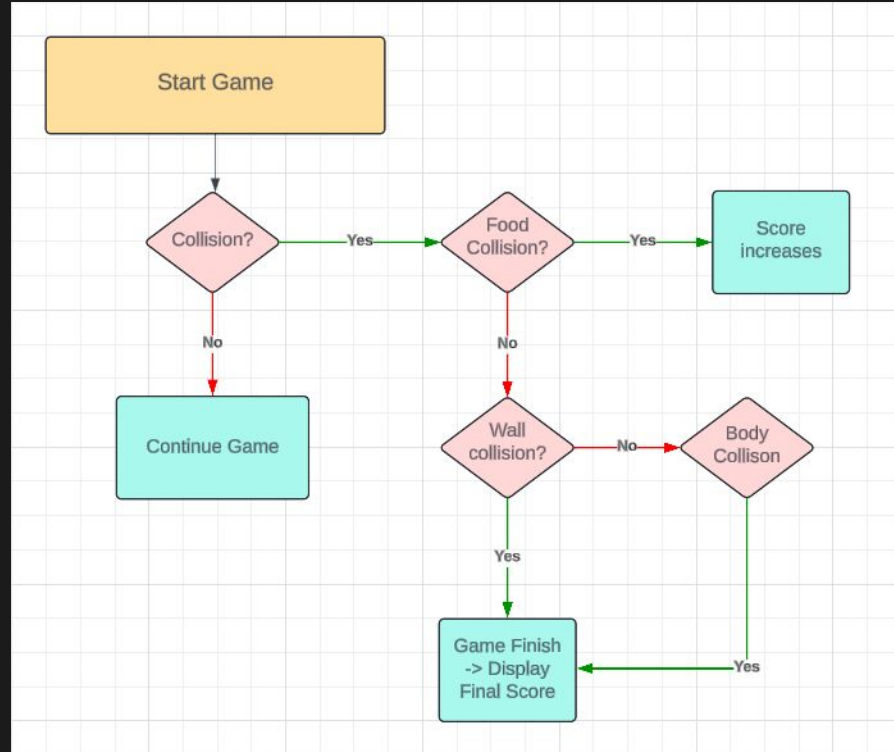 Start Game
Collision?
Yes
Food
Collision?
Yes
Score
increases
No
No
Continue Game
Wall
collision?
No
Body
Collison
Yes
Game Finish
-> Display
Final Score
Yes